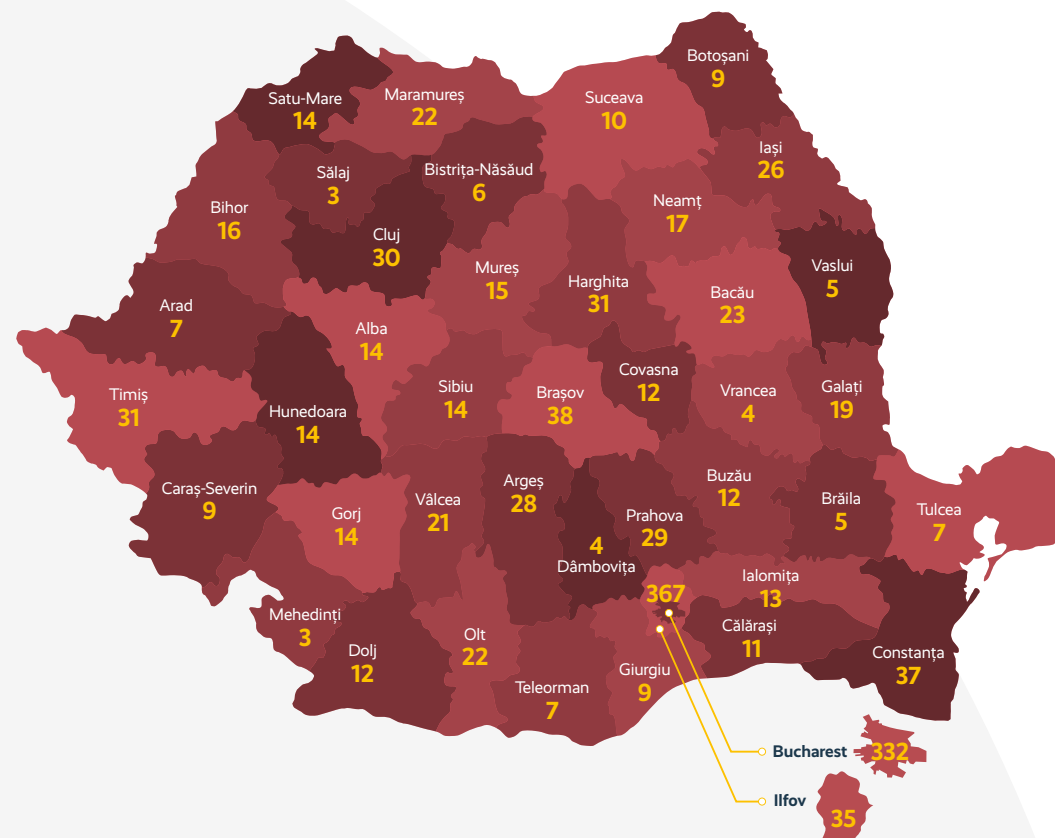 Botoșani
9
Satu-Mare
14
Maramureș
22
Suceava
10
Iași
26
Sălaj
3
Bistrița-Năsăud
6
Neamț
17
Bihor
16
Cluj
30
Mureș
15
Harghita
31
Bacău
23
Vaslui
5
Arad
7
Alba
14
Timiș
31
Hunedoara
14
Sibiu
14
Brașov
38
Covasna
12
Vrancea
4
Galați
19
Caraș-Severin
9
Gorj
14
Vâlcea
21
Argeș
28
4
Dâmbovița
Prahova
29
Buzău
12
Brăila
5
Tulcea
7
367
Ialomița
13
Mehedinți
3
Dolj
12
Olt
22
Teleorman
7
Giurgiu
9
Călărași
11
Constanța
37
Bucharest
332
Ilfov
35